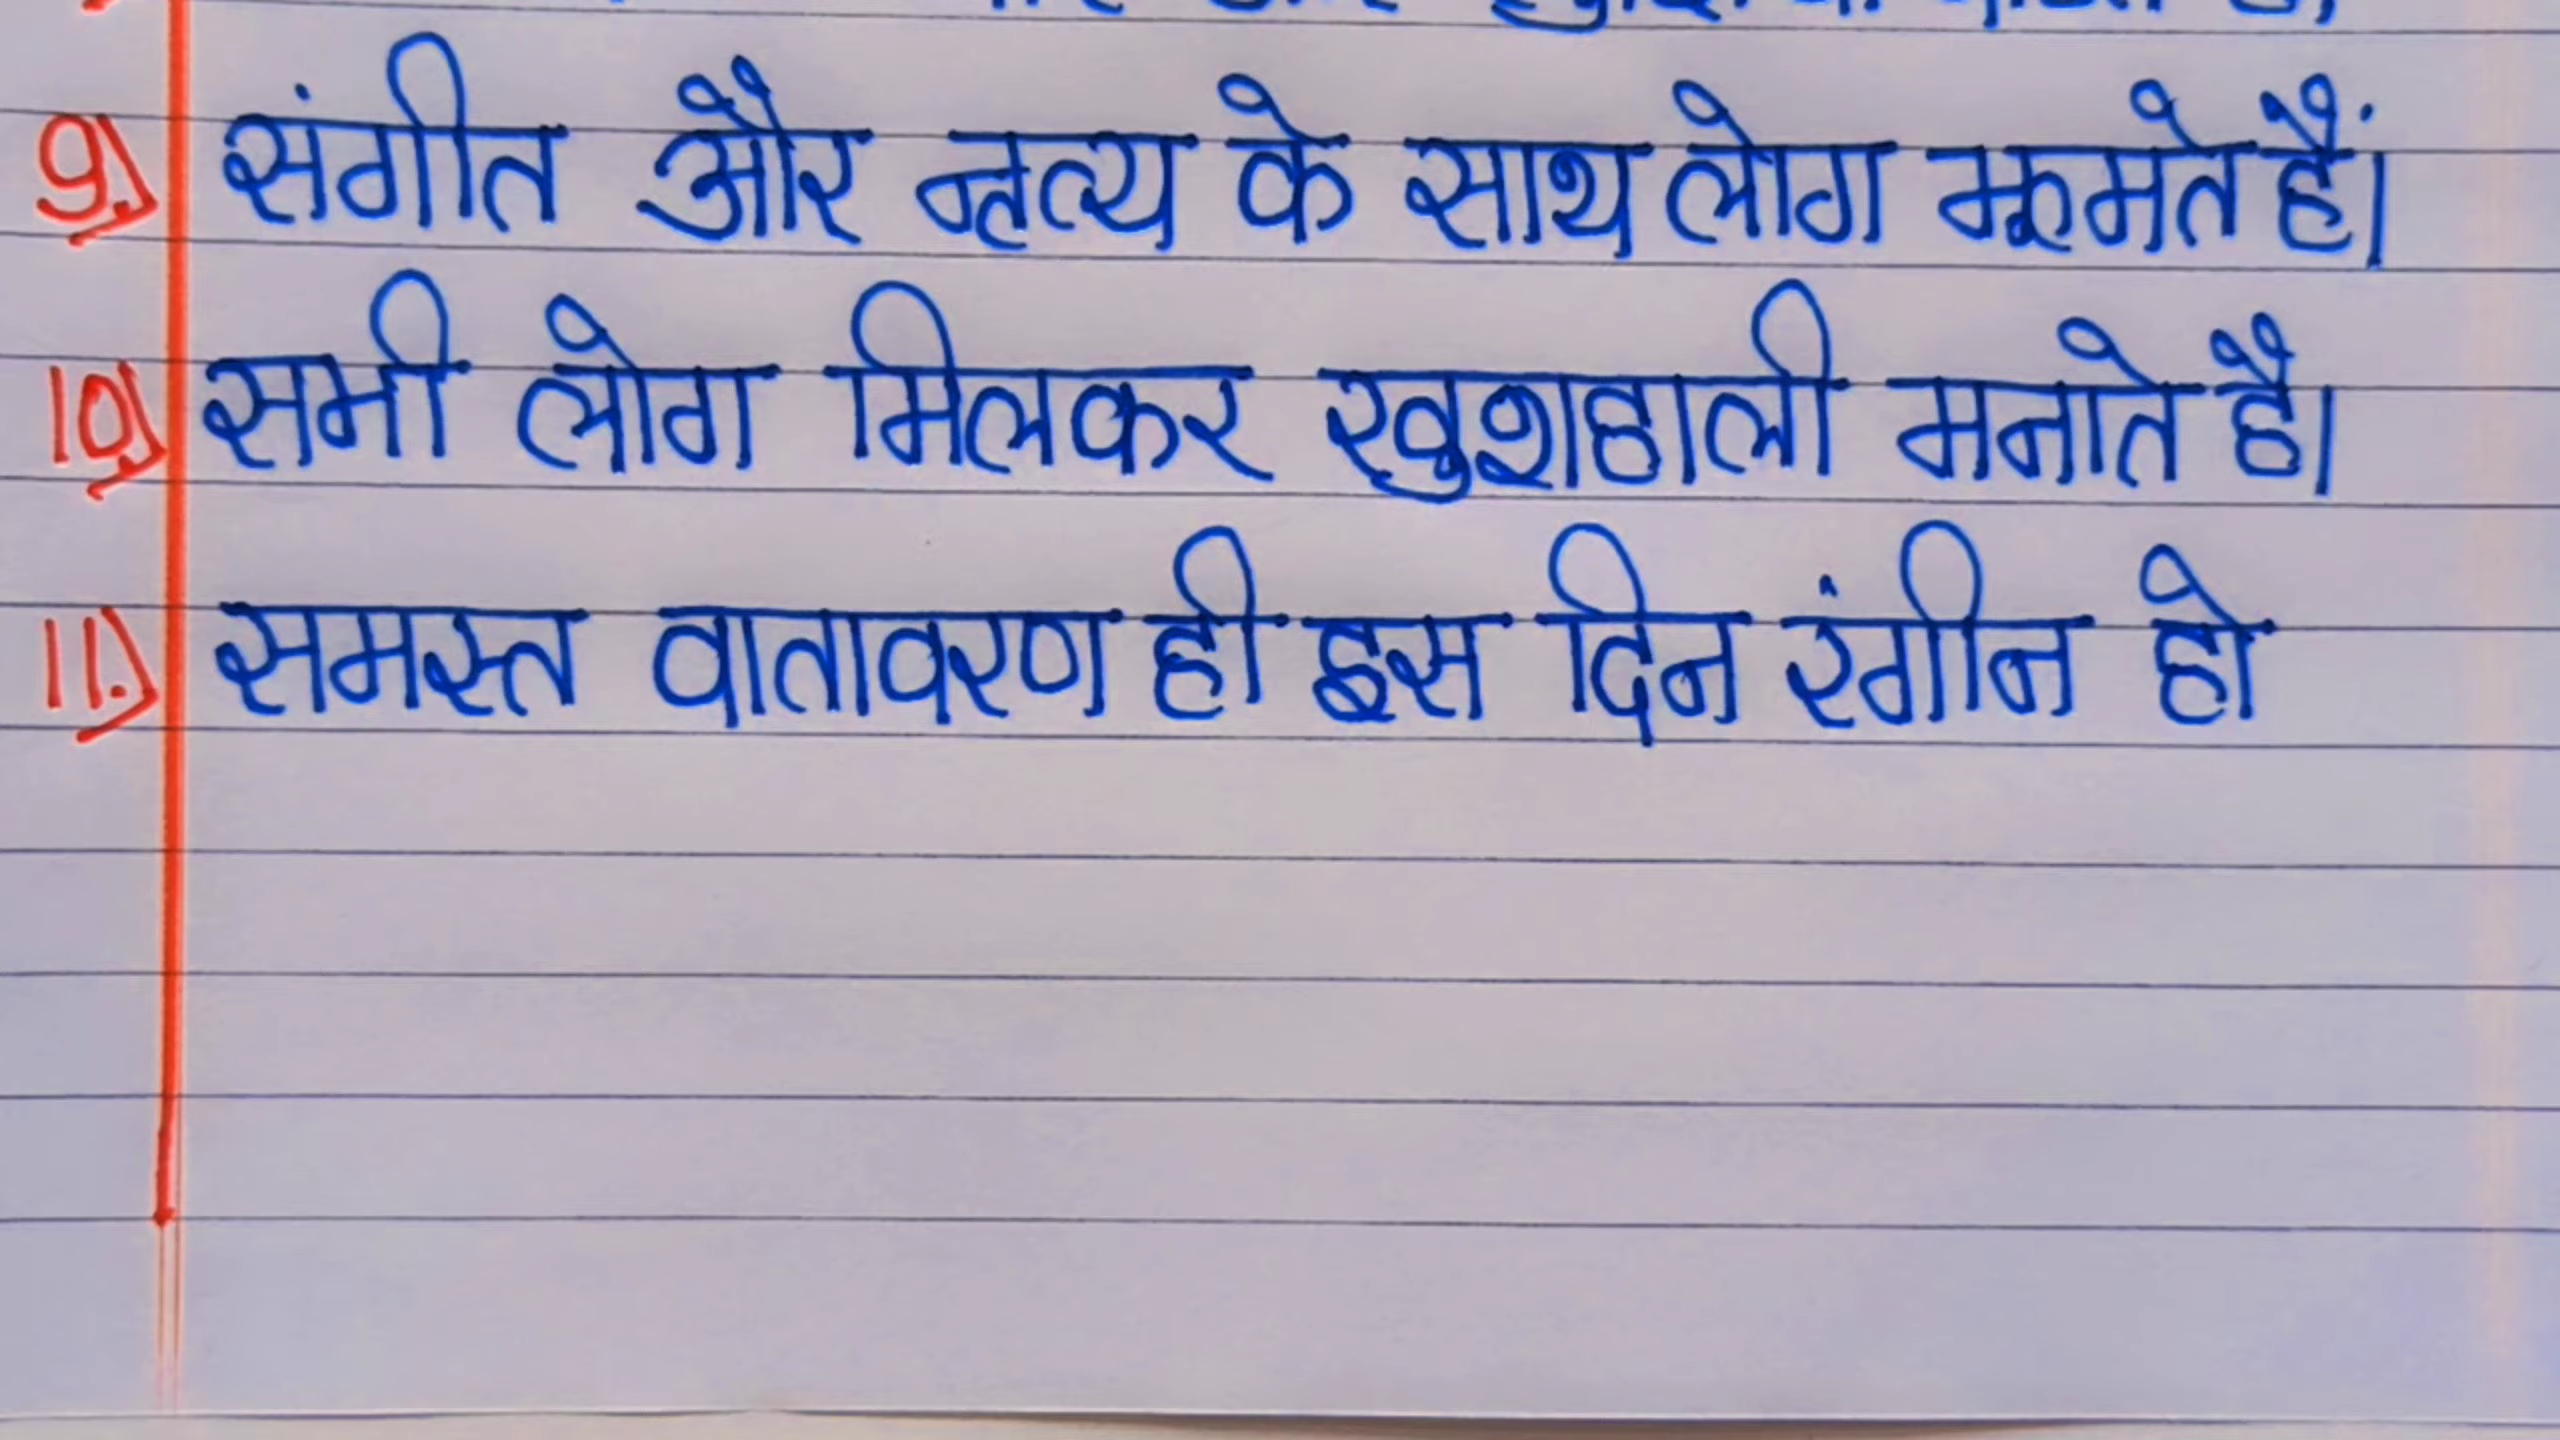 9) संगीत और नृत्य के साथ लोग झूमते हैं।
10) सभी लोग मिलकर खुशहाली मनाते है।
11.) समस्त वातावरण ही इस दिन रंगीन हो